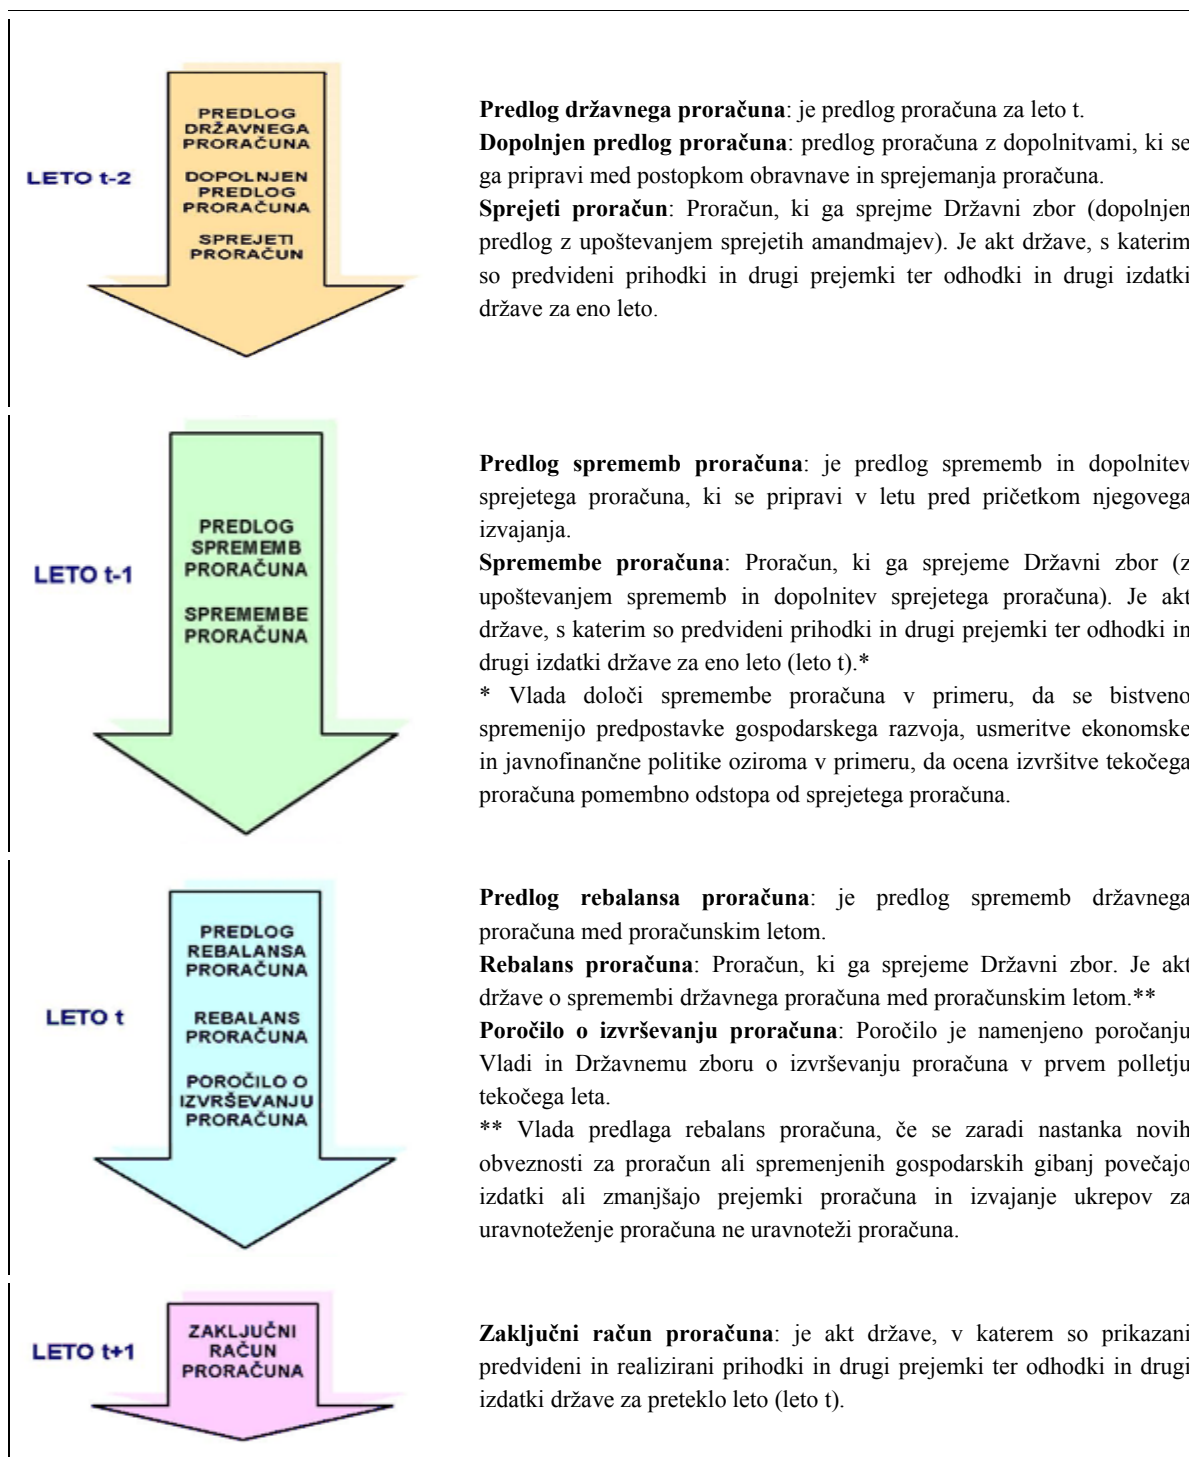 LETO t-2
PREDLOG
DRŽAVNEGA
PRORAČUNA
DOPOLNJEN
PREDLOG
PRORAČUNA
SPREJETI
PRORAČUN
Predlog državnega proračuna: je predlog proračuna za leto t.
Dopolnjen predlog proračuna: predlog proračuna z dopolnitvami, ki se
ga pripravi med postopkom obravnave in sprejemanja proračuna.
Sprejeti proračun: Proračun, ki ga sprejme Državni zbor (dopolnjen
predlog z upoštevanjem sprejetih amandmajev). Je akt države, s katerim
so predvideni prihodki in drugi prejemki ter odhodki in drugi izdatki
države za eno leto.
LETO t-1
PREDLOG
SPREMEMB
PRORAČUNA
SPREMEMBE
PRORAČUNA
Predlog sprememb proračuna: je predlog sprememb in dopolnitev
sprejetega proračuna, ki se pripravi v letu pred pričetkom njegovega
izvajanja.
Spremembe proračuna: Proračun, ki ga sprejeme Državni zbor (z
upoštevanjem sprememb in dopolnitev sprejetega proračuna). Je akt
države, s katerim so predvideni prihodki in drugi prejemki ter odhodki in
drugi izdatki države za eno leto (leto t).*
* Vlada določi spremembe proračuna v primeru, da se bistveno
spremenijo predpostavke gospodarskega razvoja, usmeritve ekonomske
in javnofinančne politike oziroma v primeru, da ocena izvršitve tekočega
proračuna pomembno odstopa od sprejetega proračuna.
LETO t
PREDLOG
REBALANSA
PRORAČUNA
REBALANS
PRORAČUNA
POROČILO O
IZVRŠEVANJU
PRORAČUNA
Predlog rebalansa proračuna: je predlog sprememb državnega
proračuna med proračunskim letom.
Rebalans proračuna: Proračun, ki ga sprejeme Državni zbor. Je akt
države o spremembi državnega proračuna med proračunskim letom.**
Poročilo o izvrševanju proračuna: Poročilo je namenjeno poročanju
Vladi in Državnemu zboru o izvrševanju proračuna v prvem polletju
tekočega leta.
** Vlada predlaga rebalans proračuna, če se zaradi nastanka novih
obveznosti za proračun ali spremenjenih gospodarskih gibanj povečajo
izdatki ali zmanjšajo prejemki proračuna in izvajanje ukrepov za
uravnoteženje proračuna ne uravnoteži proračuna.
LETO t+1
ZAKLJUČNI
RAČUN
PRORAČUNA
Zaključni račun proračuna: je akt države, v katerem so prikazani
predvideni in realizirani prihodki in drugi prejemki ter odhodki in drugi
izdatki države za preteklo leto (leto t).